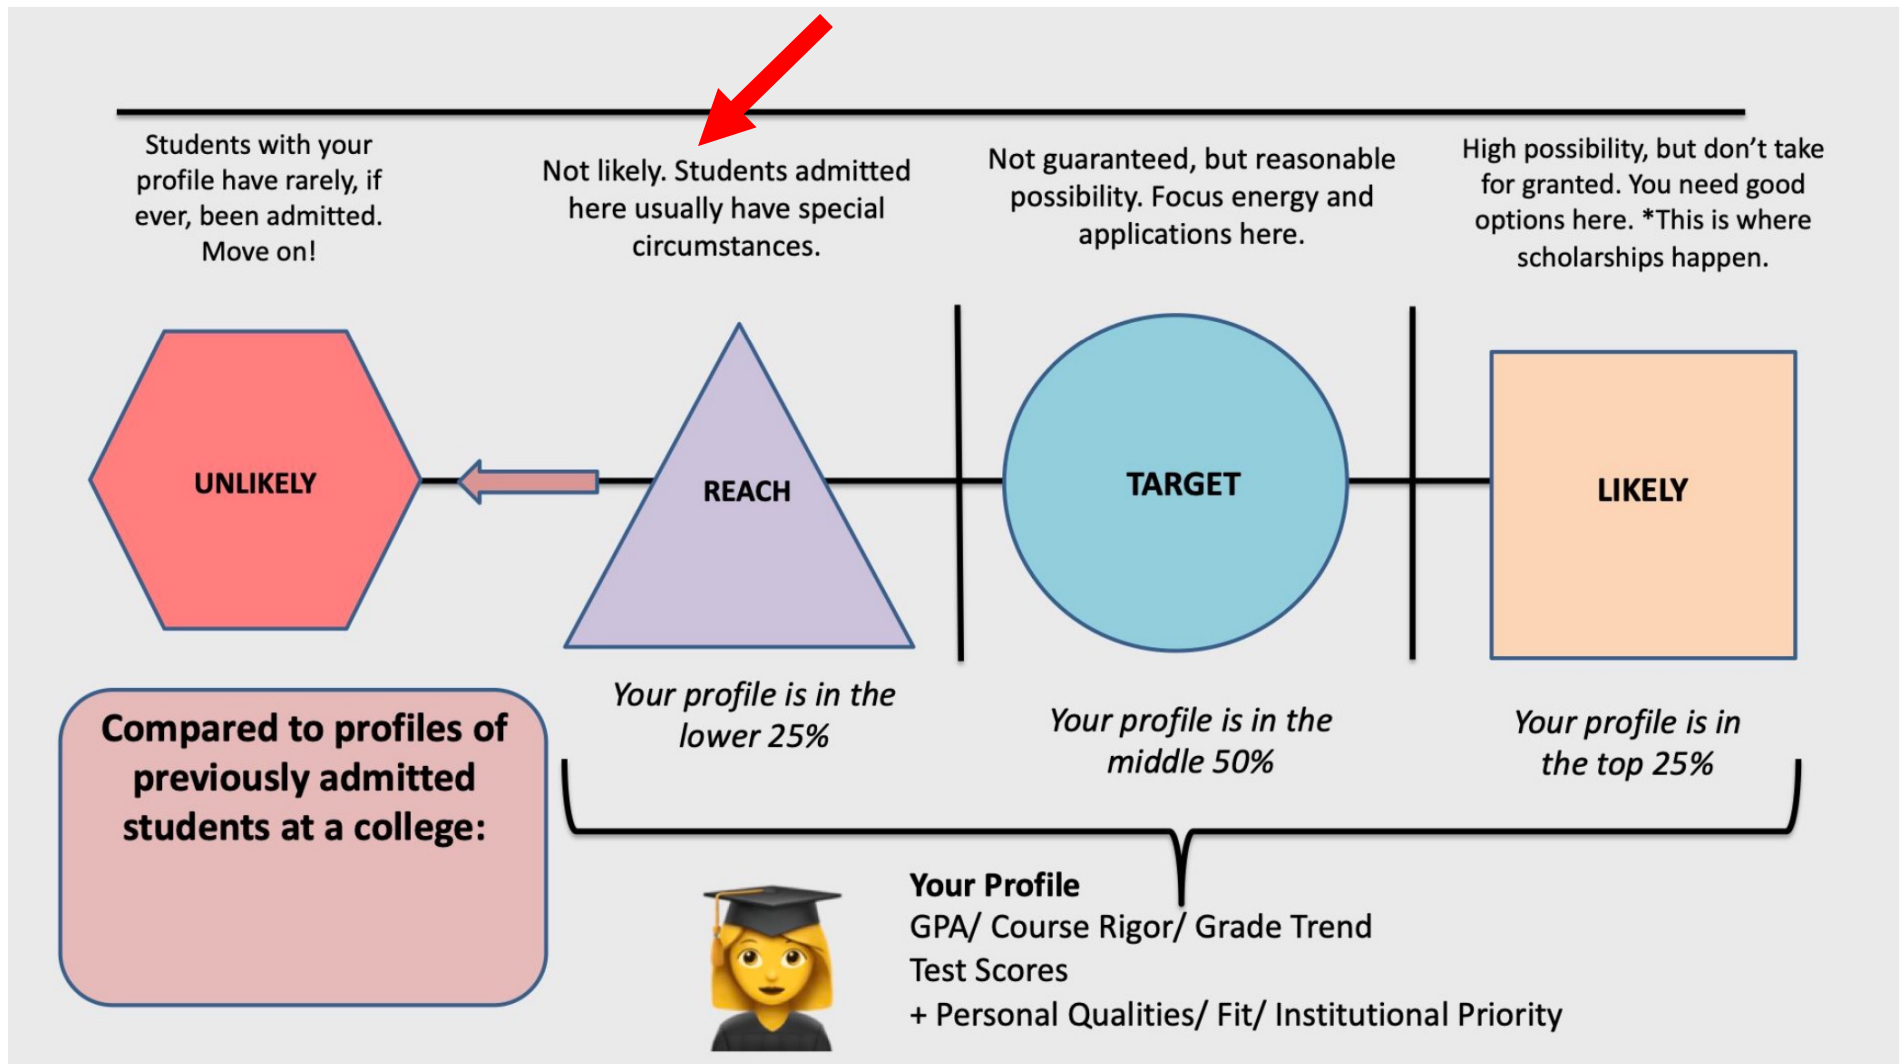 Students with your
profile have rarely, if
ever, been admitted.
Move on!
Not likely. Students admitted
here usually have special
circumstances.
Not guaranteed, but reasonable
possibility. Focus energy and
applications here.
High possibility, but don’t take
for granted. You need good
options here. *This is where
scholarships happen.
UNLIKELY
REACH
TARGET
LIKELY
Your profile is in the
lower 25%
Your profile is in the
middle 50%
Your profile is in
the top 25%
Compared to profiles of
previously admitted
students at a college:
Your Profile
GPA/ Course Rigor/ Grade Trend
Test Scores
+ Personal Qualities/ Fit/ Institutional Priority